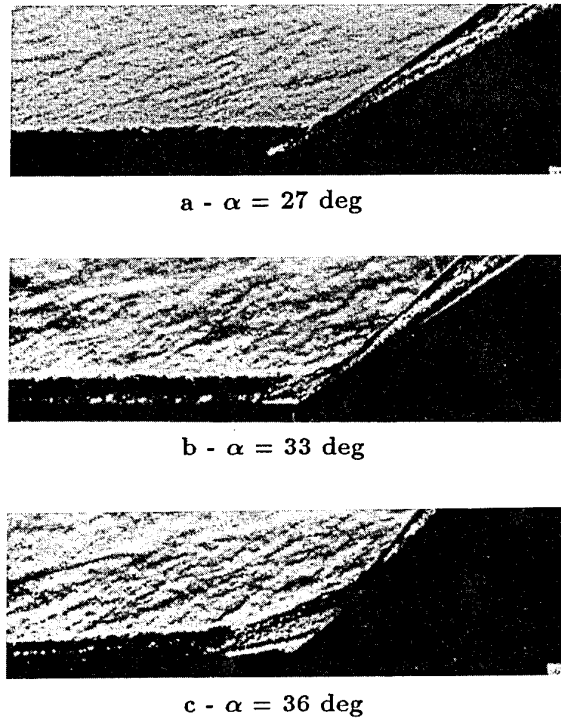 a - α = 27 deg
b - α = 33 deg
c - α = 36 deg